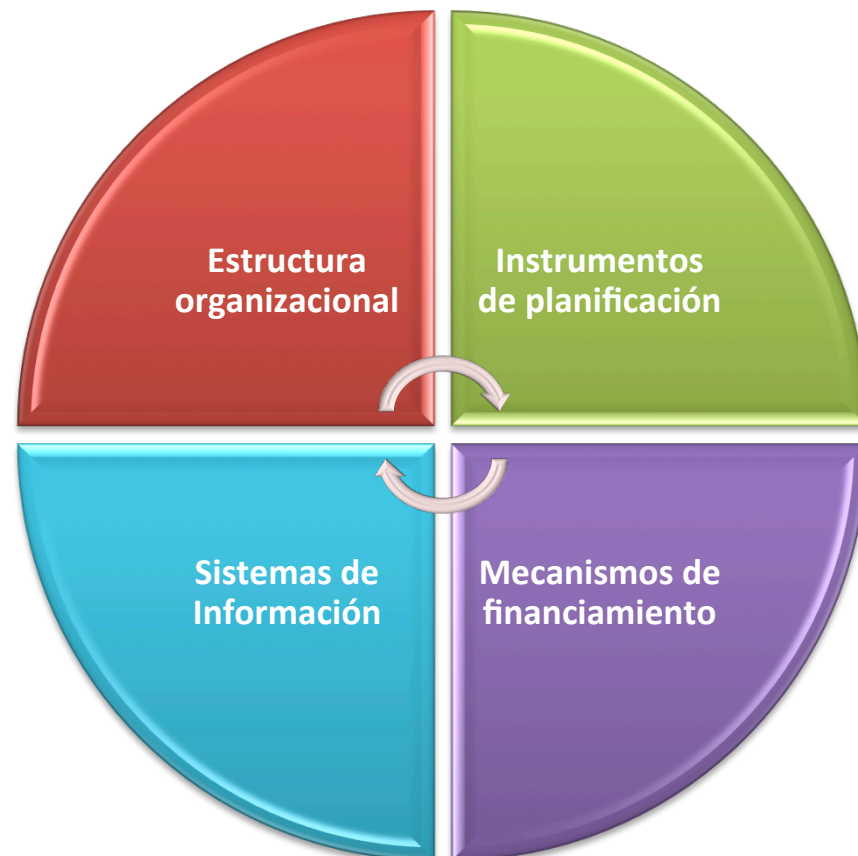 Estructura
organizacional
Instrumentos
de planificación
Sistemas de
Información
Mecanismos de
financiamiento